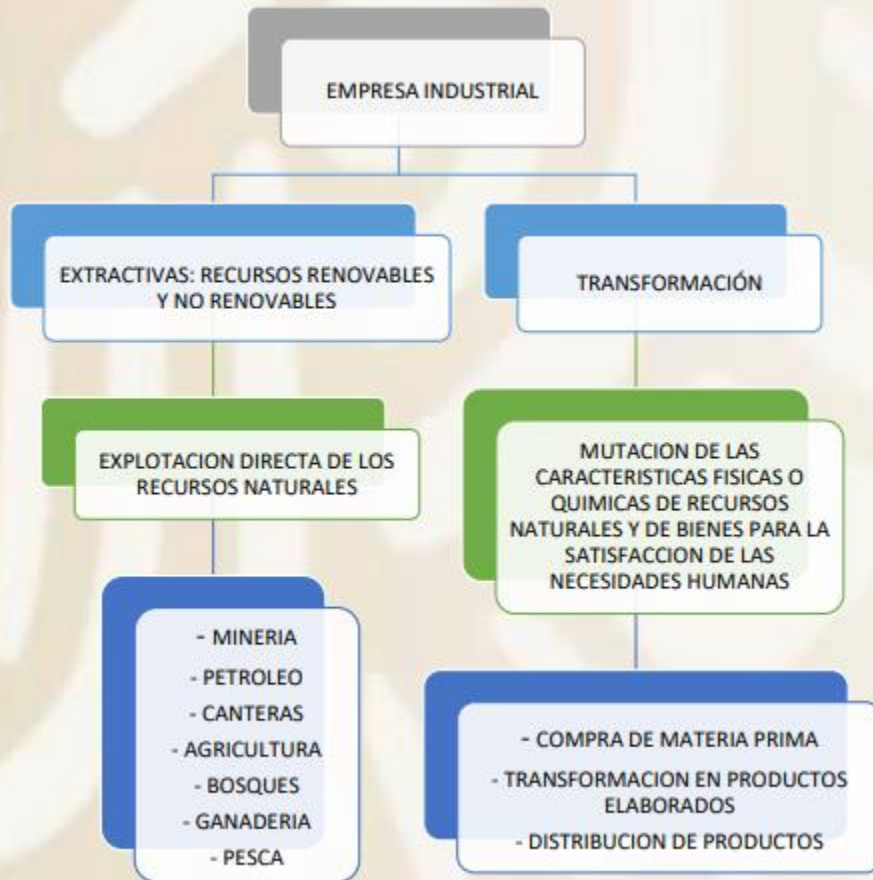 EMPRESA INDUSTRIAL
EXTRACTIVAS: RECURSOS RENOVABLES
Y NO RENOVABLES
TRANSFORMACIÓN
EXPLOTACION DIRECTA DE LOS
RECURSOS NATURALES
MUTACION DE LAS
CARACTERISTICAS FISICAS O
QUIMICAS DE RECURSOS
NATURALES Y DE BIENES PARA LA
SATISFACCION DE LAS
NECESIDADES HUMANAS
- MINERIA
- PETROLEO
- CANTERAS
- AGRICULTURA
- BOSQUES
- GANADERIA
- PESCA
- COMPRA DE MATERIA PRIMA
- TRANSFORMACION EN PRODUCTOS
ELABORADOS
- DISTRIBUCION DE PRODUCTOS